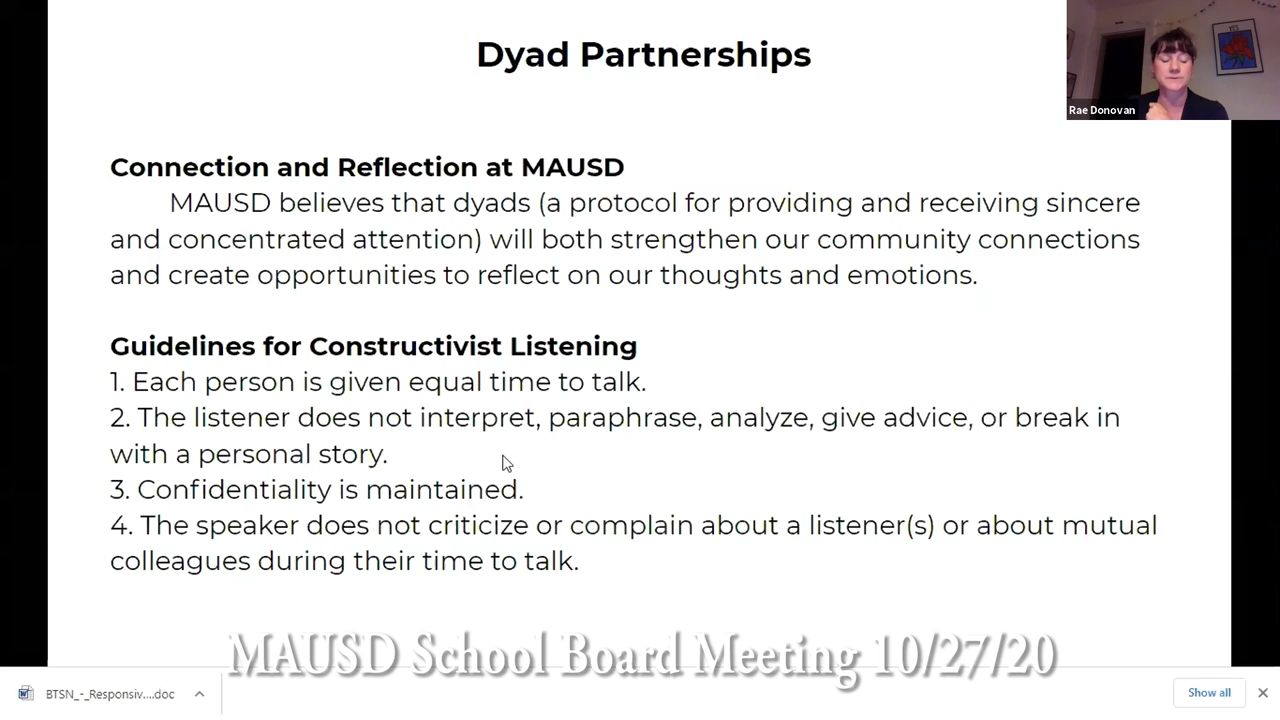 Dyad Partnerships
Rae Donovan
Connection and Reflection at MAUSD
MAUSD believes that dyads (a protocol for providing and receiving sincere
and concentrated attention) will both strengthen our community connections
and create opportunities to reflect on our thoughts and emotions.
Guidelines for Constructivist Listening
1. Each person is given equal time to talk.
2. The listener does not interpret, paraphrase, analyze, give advice, or break in
with a personal story.
3. Confidentiality is maintained.
4. The speaker does not criticize or complain about a listener(s) or about mutual
colleagues during their time to talk.
MAUSD School Board Meeting 10/27/20
BTSN_-_Responsiv....doc
Show all